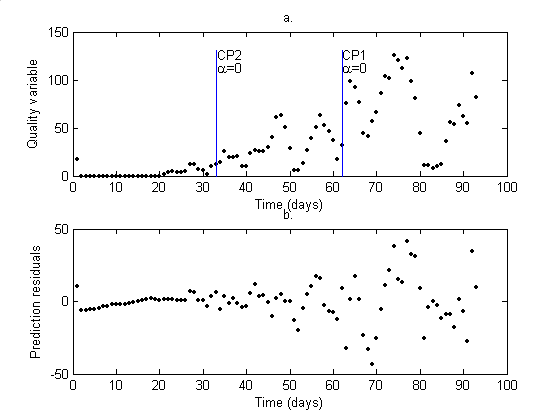 a.
150
100
50
0
Quality variable
CP2
α=0
CP1
α=0
0 10 20 30 40 50 60 70 80 90 100
Time (days)
b.
50
0
-50
Prediction residuals
0 10 20 30 40 50 60 70 80 90 100
Time (days)